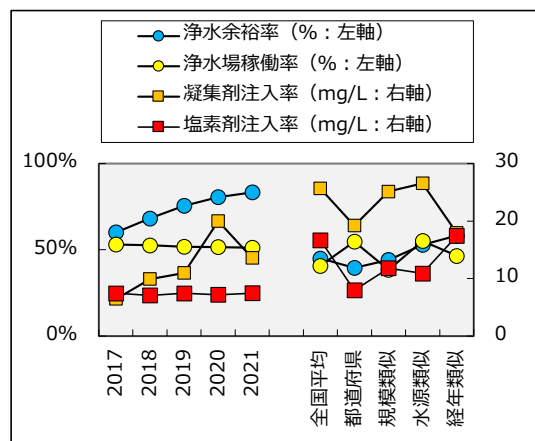 浄水余裕率（%：左軸）
浄水場稼働率（%：左軸）
凝集剤注入率（mg/L：右軸）
塩素剤注入率（mg/L：右軸）
100%
50%
0%
30
20
10
0
2017
2018
2019
2020
2021
全国平均
都道府県
規模類似
水源類似
経年類似